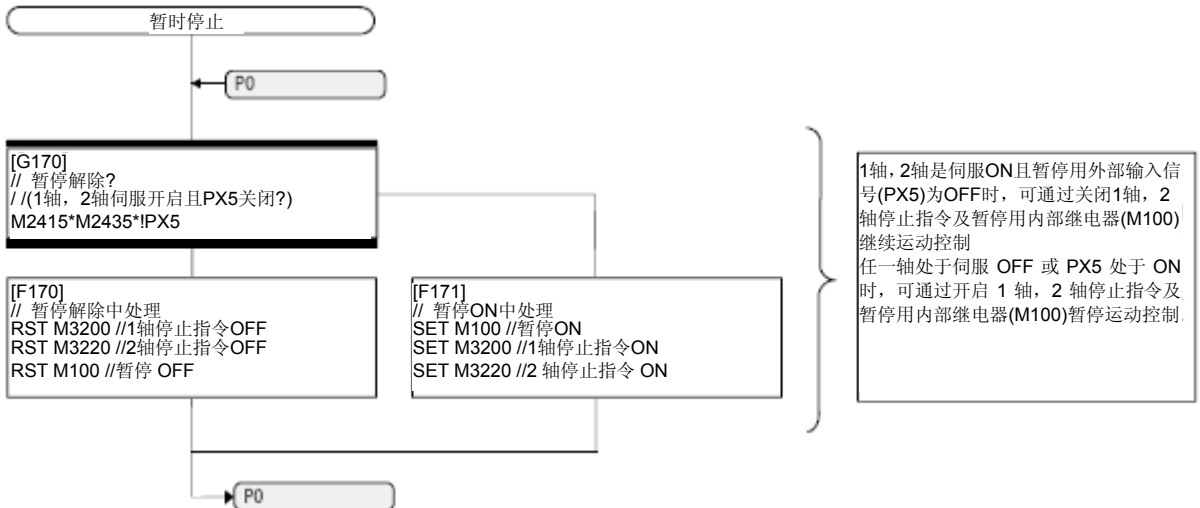 暂时停止
P0
[G170]
// 暂停解除?
/ /(1轴，2轴伺服开启且PX5关闭?)
M2415*M2435*!PX5
[F170]
// 暂停解除中处理
RST M3200 //1轴停止指令OFF
RST M3220 //2轴停止指令OFF
RST M100 //暂停 OFF
[F171]
// 暂停ON中处理
SET M100 //暂停ON
SET M3200 //1轴停止指令ON
SET M3220 //2 轴停止指令 ON
P0
1轴，2轴是伺服ON且暂停用外部输入信
号(PX5)为OFF时，可通过关闭1轴，2
轴停止指令及暂停用内部继电器(M100)
继续运动控制
任一轴处于伺服 OFF 或 PX5 处于 ON
时，可通过开启 1 轴，2 轴停止指令及
暂停用内部继电器(M100)暂停运动控制.